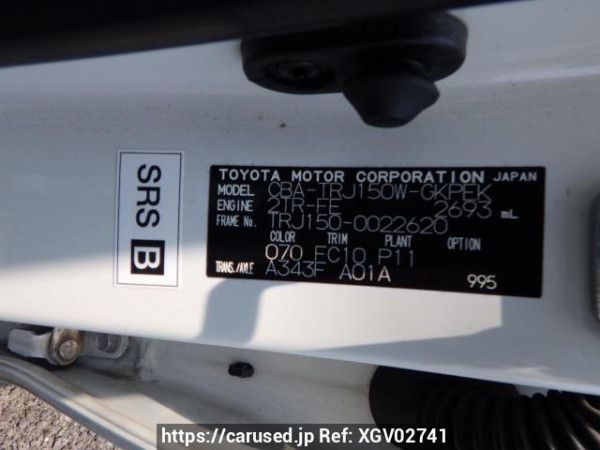 SRS B
TOYOTA MOTOR CORPORATION JAPAN
MODEL CBA-TRJ150W-GKPEK
ENGINE 2TR-FE 2693 mL
FRAME No. TRJ150-0022620
COLOR TRIM PLANT OPTION
070 FC10 P11
TRANS./AXLE A343F A01A 995
https://carused.jp Ref: XGV02741